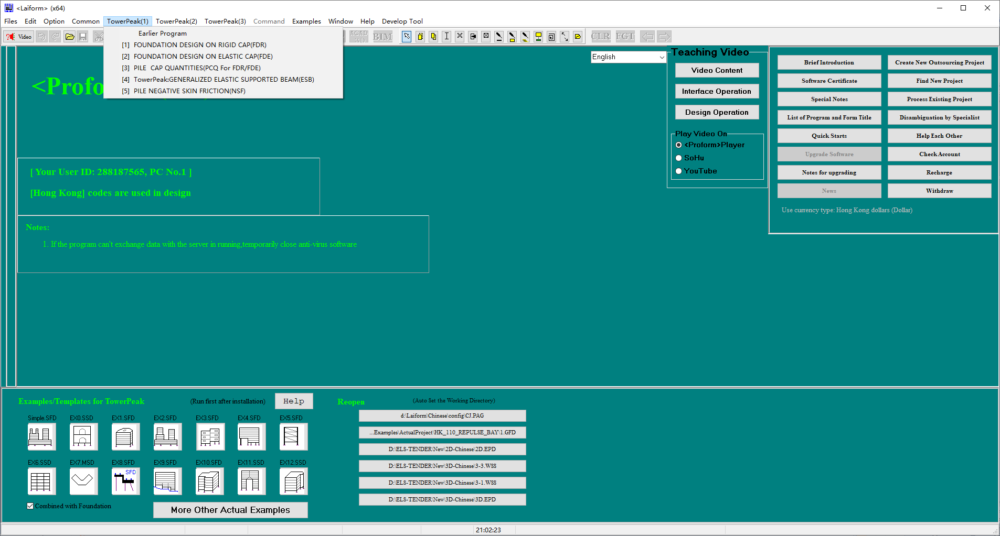 <Laiform> (x64)
Files Edit Option Common TowerPeak(1) TowerPeak(2) TowerPeak(3) Command Examples Window Help Develop Tool
Video
ACAD
BIM
CLR FGT
Earlier Program
[1] FOUNDATION DESIGN ON RIGID CAP(FDR)
[2] FOUNDATION DESIGN ON ELASTIC CAP(FDE)
[3] PILE CAP QUANTITIES(PCQ For FDR/FDE)
[4] TowerPeak:GENERALIZED ELASTIC SUPPORTED BEAM(ESB)
[5] PILE NEGATIVE SKIN FRICTION(NSF)
<Profo
[ Your User ID: 288187565, PC No.1 ]
[Hong Kong] codes are used in design
Notes:
1. If the program can't exchange data with the server in running,temporarily close anti-virus software
English
Teaching Video
Video Content
Interface Operation
Design Operation
Play Video On
<Proform>Player
SoHu
YouTube
Brief Introduction
Create New Outsourcing Project
Software Certificate
Find New Project
Special Notes
Process Existing Project
List of Program and Form Title
Disambiguation by Specialist
Quick Starts
Help Each Other
Upgrade Software
Check Account
Notes for upgrading
Recharge
News
Withdraw
Use currency type: Hong Kong dollars (Dollar)
Examples/Templates for TowerPeak
(Run first after installation)
Help
Simple.SFD EX0.SSD EX1.SFD EX2.SFD EX3.SFD EX4.SFD EX5.SFD
EX6.SSD EX7.MSD EX8.SFD EX9.SFD EX10.SFD EX11.SSD EX12.SSD
SFD
Combined with Foundation
More Other Actual Examples
Reopen
(Auto Set the Working Directory)
d:\Laiform\Chinese\config\CJ.PAG
...Examples\ActualProject\HK_110_REPULSE_BAY\1.GFD
D:\ELS-TENDER\New\2D-Chinese\2D.EPD
D:\ELS-TENDER\New\3D-Chinese\3-3.WSS
D:\ELS-TENDER\New\3D-Chinese\3-1.WSS
D:\ELS-TENDER\New\3D-Chinese\3D.EPD
21:02:23